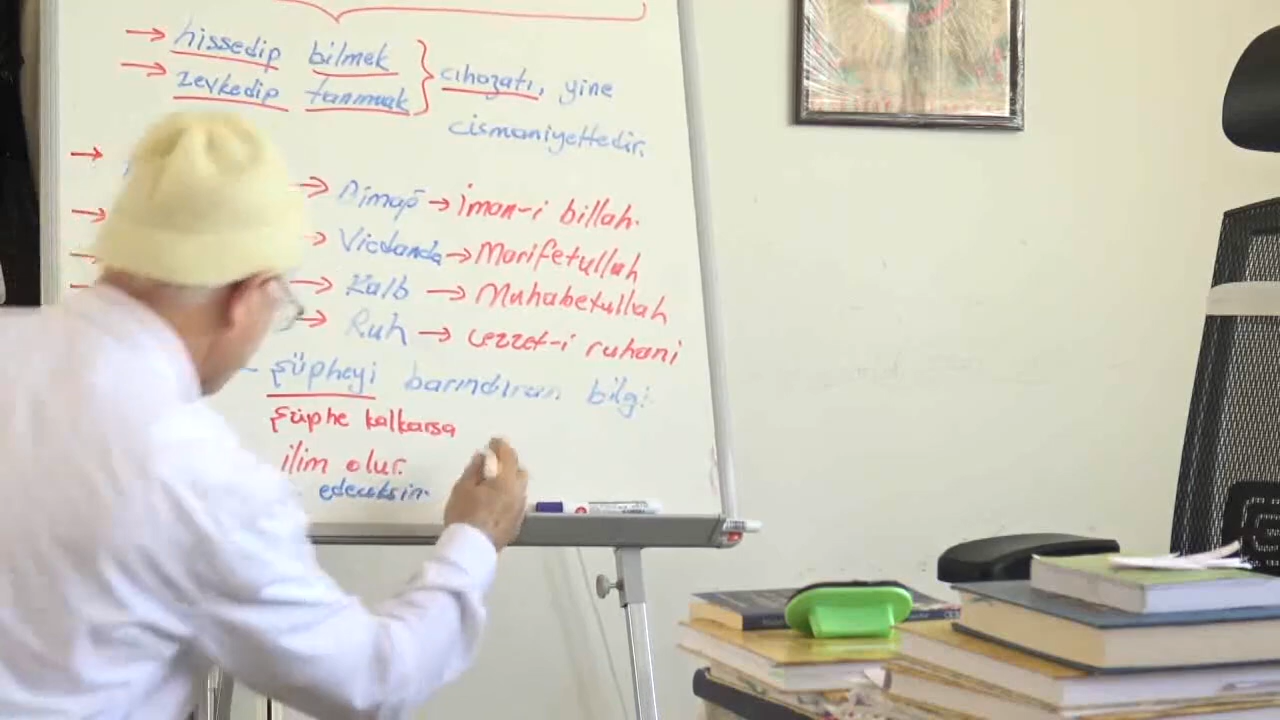 → hissedip bilmek
→ zevkedip tanımak } cihazatı, yine
cismaniyettedir.
→
→ Dimağ → iman-i billah.
→ Vicdanda → Marifetullah
→ Kalb → Muhabetullah
→ Ruh → Lezzet-i ruhani
şüpheyi barındıran bilgi.
şüphe kalkarsa
ilim olur.
edeceksin.